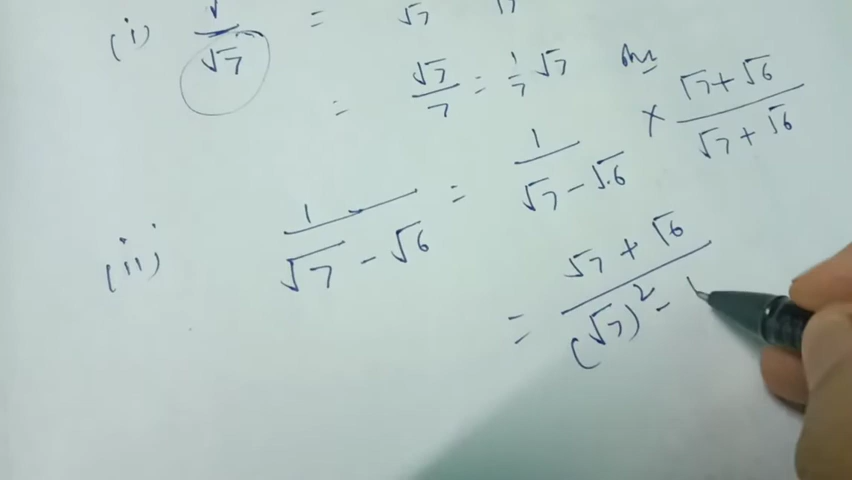 (i) 1/√7 = √7
= √7/7 = 1/7 √7 Ans
(ii) 1/(√7 - √6) = 1/(√7 - √6) × (√7 + √6)/(√7 + √6)
= (√7 + √6)/(√7)² -